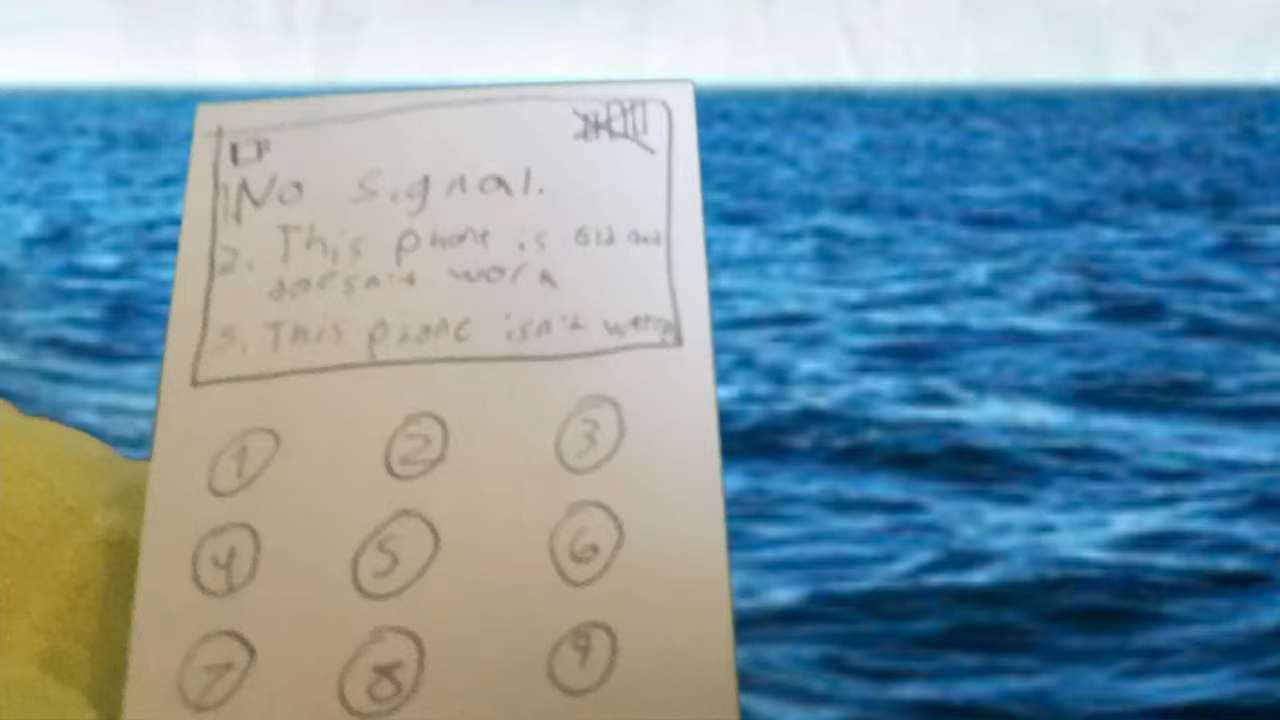 1. No signal.
2. This phone is old and
doesn't work
3. This phone isn't
1 2 3
4 5 6
7 8 9